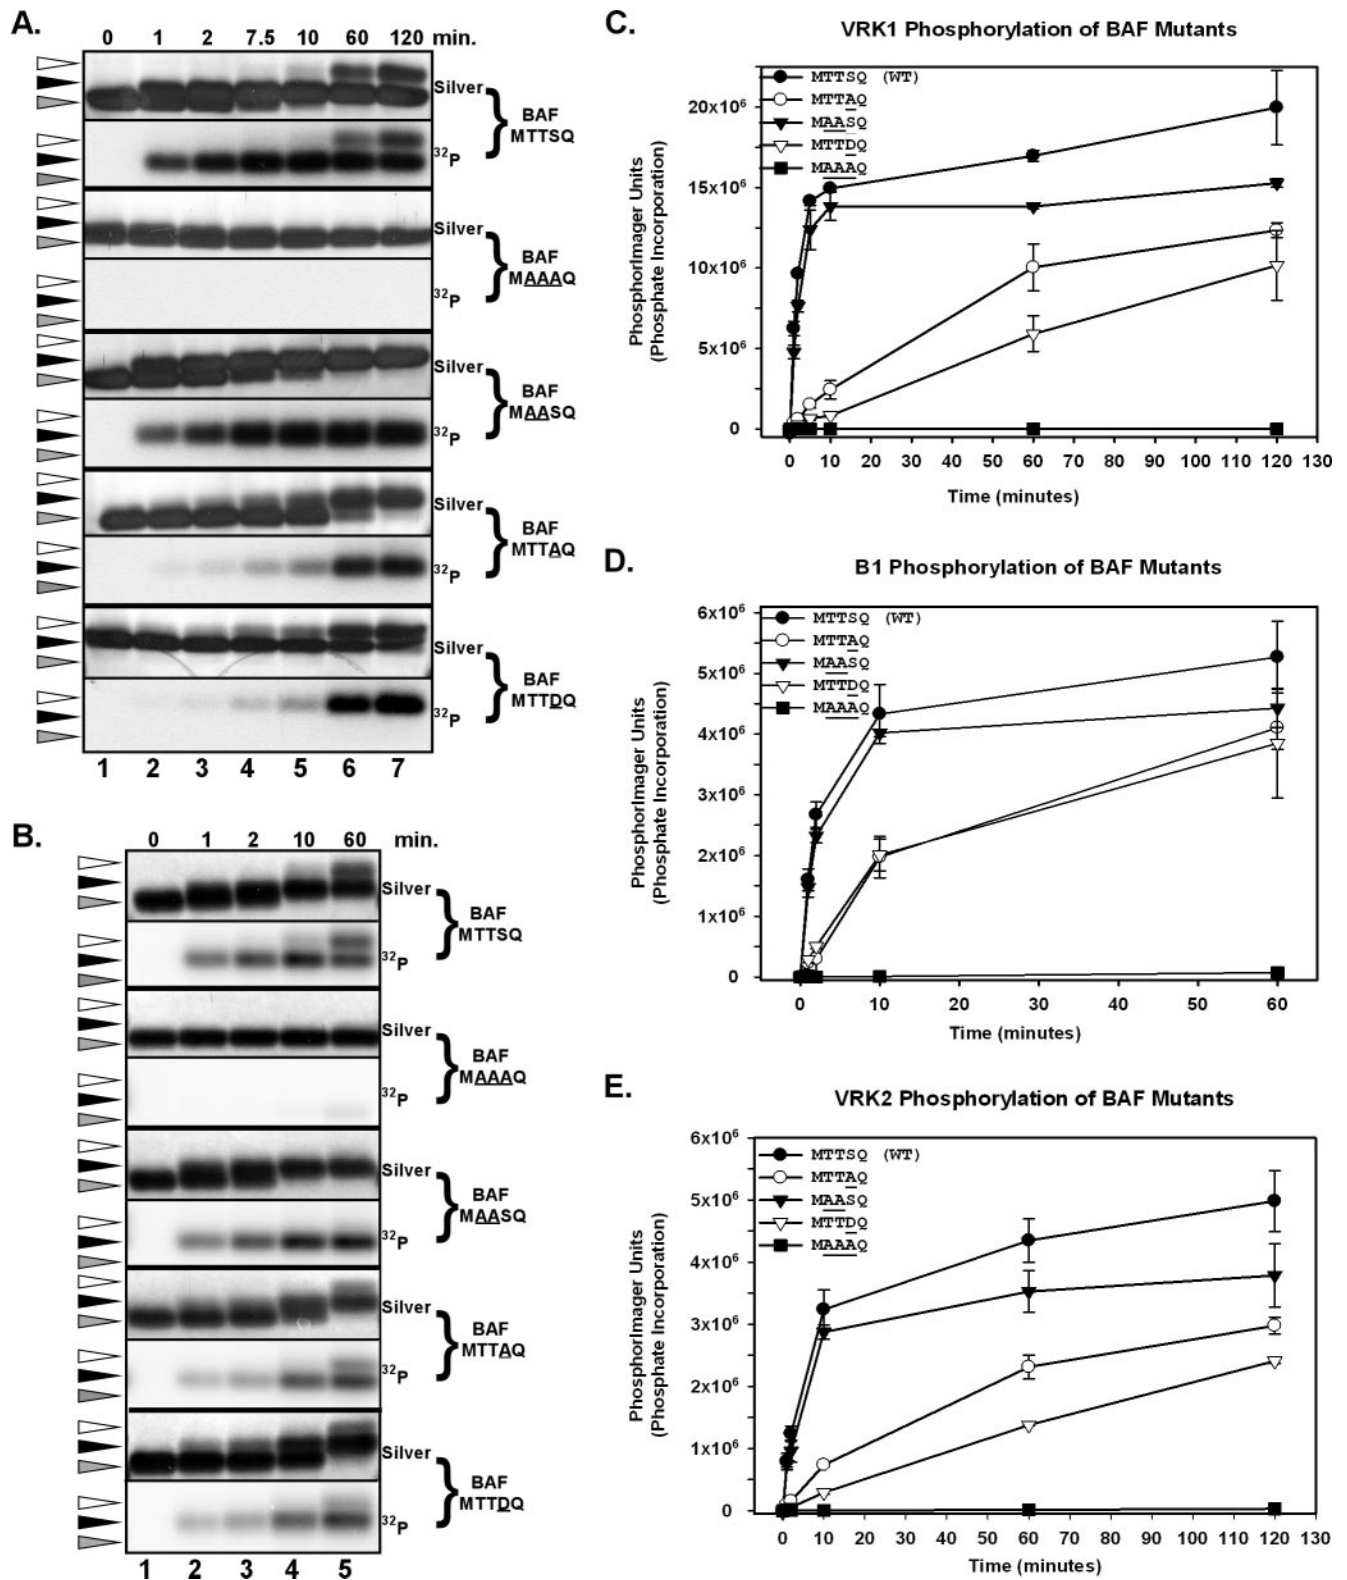 A.
0 1 2 7.5 10 60 120 min.
Silver
32P
BAF
MTTSQ
Silver
32P
BAF
MAAAQ
Silver
32P
BAF
MAASQ
Silver
32P
BAF
MTTAQ
Silver
32P
BAF
MTTDQ
1 2 3 4 5 6 7
B.
0 1 2 10 60 min.
Silver
32P
BAF
MTTSQ
Silver
32P
BAF
MAAAQ
Silver
32P
BAF
MAASQ
Silver
32P
BAF
MTTAQ
Silver
32P
BAF
MTTDQ
1 2 3 4 5
C.
VRK1 Phosphorylation of BAF Mutants
MTTSQ (WT)
MTTAQ
MAASQ
MTTDQ
MAAAQ
PhosphorImager Units
(Phosphate Incorporation)
20x10⁶
15x10⁶
10x10⁶
5x10⁶
0
0 10 20 30 40 50 60 70 80 90 100 110 120 130
Time (minutes)
D.
B1 Phosphorylation of BAF Mutants
MTTSQ (WT)
MTTAQ
MAASQ
MTTDQ
MAAAQ
PhosphorImager Units
(Phosphate Incorporation)
6x10⁶
5x10⁶
4x10⁶
3x10⁶
2x10⁶
1x10⁶
0
0 10 20 30 40 50 60
Time (minutes)
E.
VRK2 Phosphorylation of BAF Mutants
MTTSQ (WT)
MTTAQ
MAASQ
MTTDQ
MAAAQ
PhosphorImager Units
(Phosphate Incorporation)
6x10⁶
5x10⁶
4x10⁶
3x10⁶
2x10⁶
1x10⁶
0
0 10 20 30 40 50 60 70 80 90 100 110 120 130
Time (minutes)